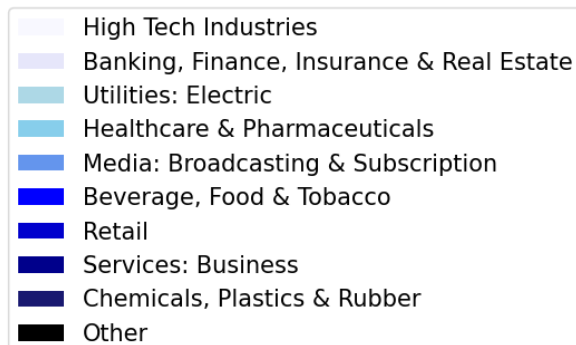 High Tech Industries
Banking, Finance, Insurance & Real Estate
Utilities: Electric
Healthcare & Pharmaceuticals
Media: Broadcasting & Subscription
Beverage, Food & Tobacco
Retail
Services: Business
Chemicals, Plastics & Rubber
Other